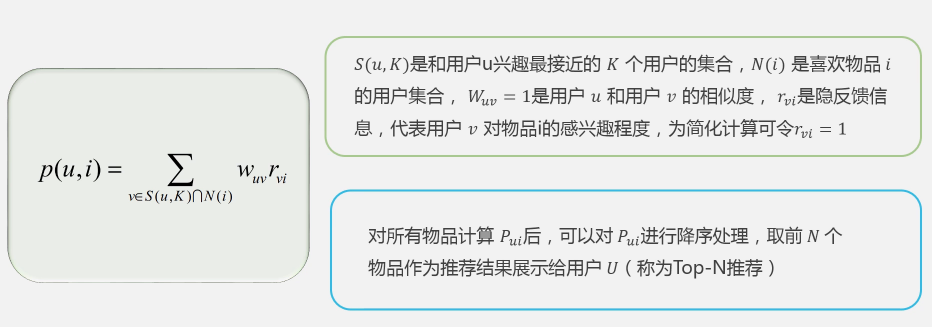 p(u,i) = ∑ w_{uv} r_{vi}
v∈S(u,K)⋂N(i)
S(u,K)是和用户u兴趣最接近的 K 个用户的集合，N(i) 是喜欢物品 i
的用户集合， W_{uv} = 1是用户 u 和用户 v 的相似度， r_{vi}是隐反馈信
息，代表用户 v 对物品i的感兴趣程度，为简化计算可令r_{vi} = 1
对所有物品计算 P_{ui}后，可以对 P_{ui}进行降序处理，取前 N 个
物品作为推荐结果展示给用户 U（称为Top-N推荐）